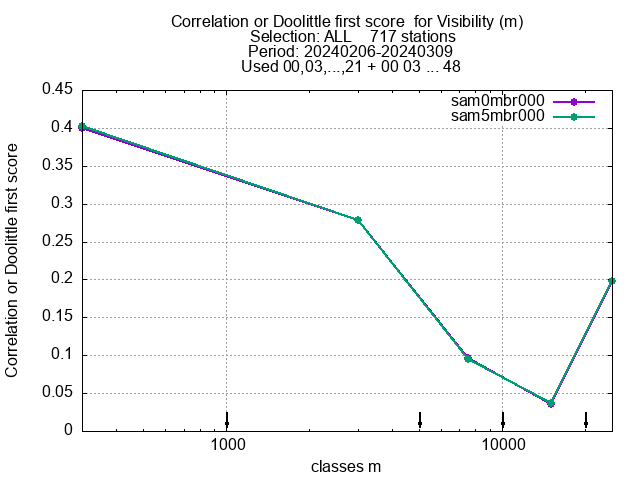 Correlation or Doolittle first score  for Visibility (m)
Selection: ALL    717 stations
Period: 20240206-20240309
Used 00,03,...,21 + 00 03 ... 48
sam0mbr000
sam5mbr000
0.45
0.4
0.35
0.3
0.25
0.2
0.15
0.1
0.05
0
Correlation or Doolittle first score
1000
10000
classes m